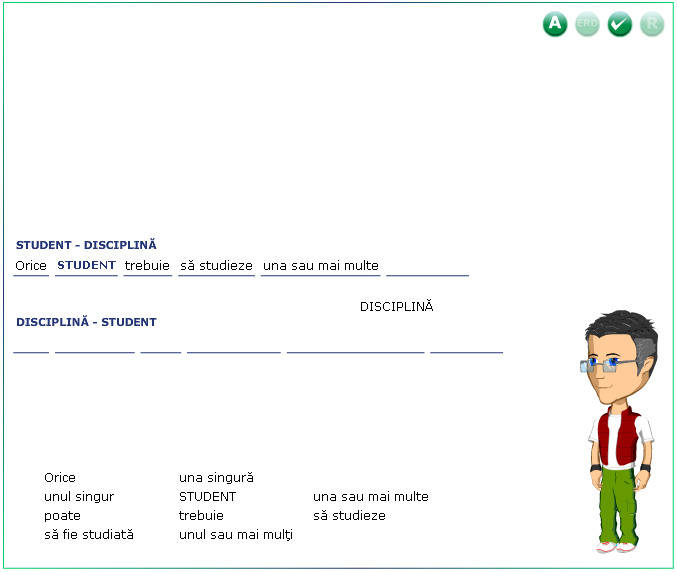 A ERD R
STUDENT - DISCIPLINĂ
Orice STUDENT trebuie să studieze una sau mai multe
DISCIPLINĂ
DISCIPLINĂ - STUDENT
Orice una singură
unul singur STUDENT una sau mai multe
poate trebuie să studieze
să fie studiată unul sau mai mulţi